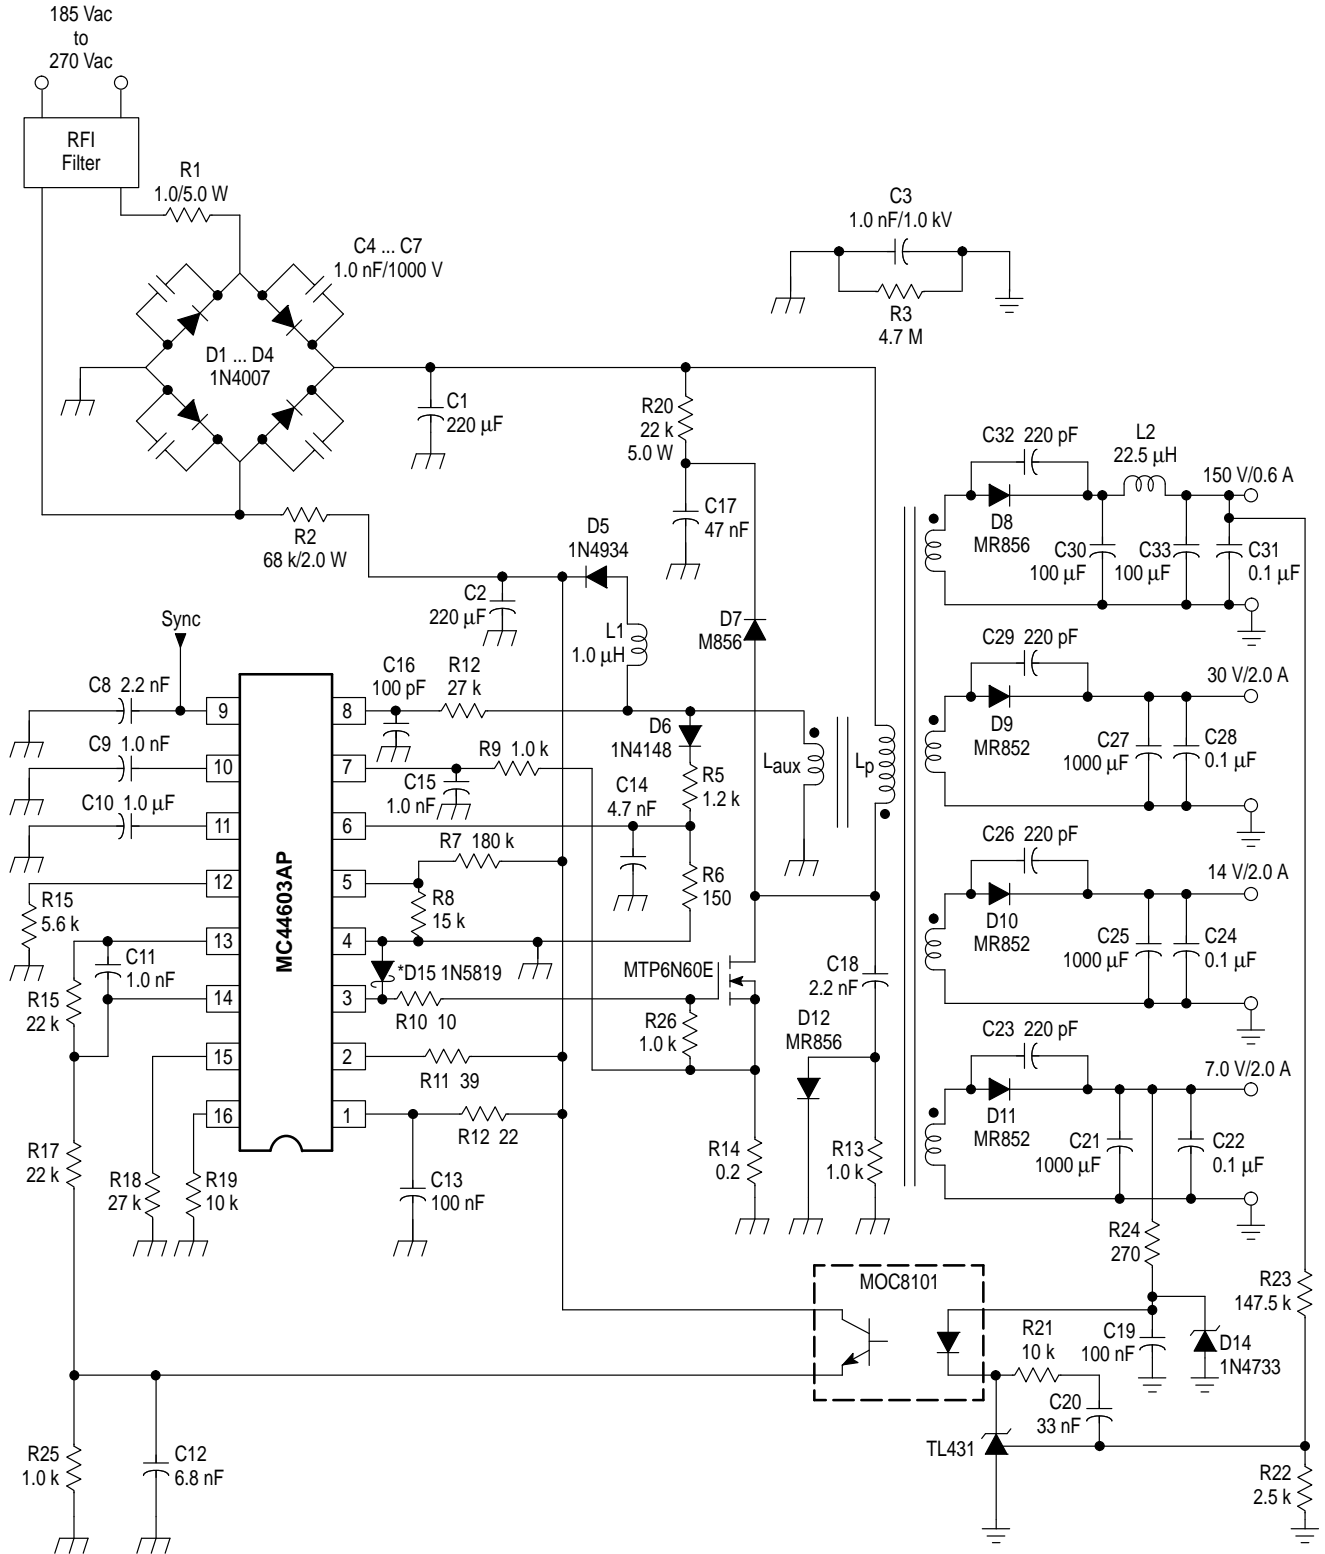 185 Vac
to
270 Vac
RFI
Filter
R1
1.0/5.0 W
C4 ... C7
1.0 nF/1000 V
D1 ... D4
1N4007
C3
1.0 nF/1.0 kV
R3
4.7 M
C1
220 µF
R20
22 k
5.0 W
C17
47 nF
R2
68 k/2.0 W
D5
1N4934
C2
220 µF
L1
1.0 µH
D7
M856
C32 220 pF
L2
22.5 µH
150 V/0.6 A
D8
MR856
C30
100 µF
C33
100 µF
C31
0.1 µF
Sync
C8 2.2 nF
C9 1.0 nF
C10 1.0 µF
C16
100 pF
R12
27 k
D6
1N4148
R9 1.0 k
C15
1.0 nF
C14
4.7 nF
R5
1.2 k
Laux
Lp
C29 220 pF
30 V/2.0 A
D9
MR852
C27
1000 µF
C28
0.1 µF
MC44603AP
9
10
11
12
13
14
15
16
8
7
6
5
4
3
2
1
R7 180 k
R8
15 k
R6
150
R15
5.6 k
C11
1.0 nF
R15
22 k
*D15 1N5819
R10 10
R11 39
R12 22
MTP6N60E
R26
1.0 k
C18
2.2 nF
D12
MR856
C26 220 pF
14 V/2.0 A
D10
MR852
C25
1000 µF
C24
0.1 µF
C23 220 pF
7.0 V/2.0 A
D11
MR852
C21
1000 µF
C22
0.1 µF
R17
22 k
R18
27 k
R19
10 k
C13
100 nF
R14
0.2
R13
1.0 k
R24
270
MOC8101
R23
147.5 k
R21
10 k
C19
100 nF
D14
1N4733
C20
33 nF
TL431
R25
1.0 k
C12
6.8 nF
R22
2.5 k